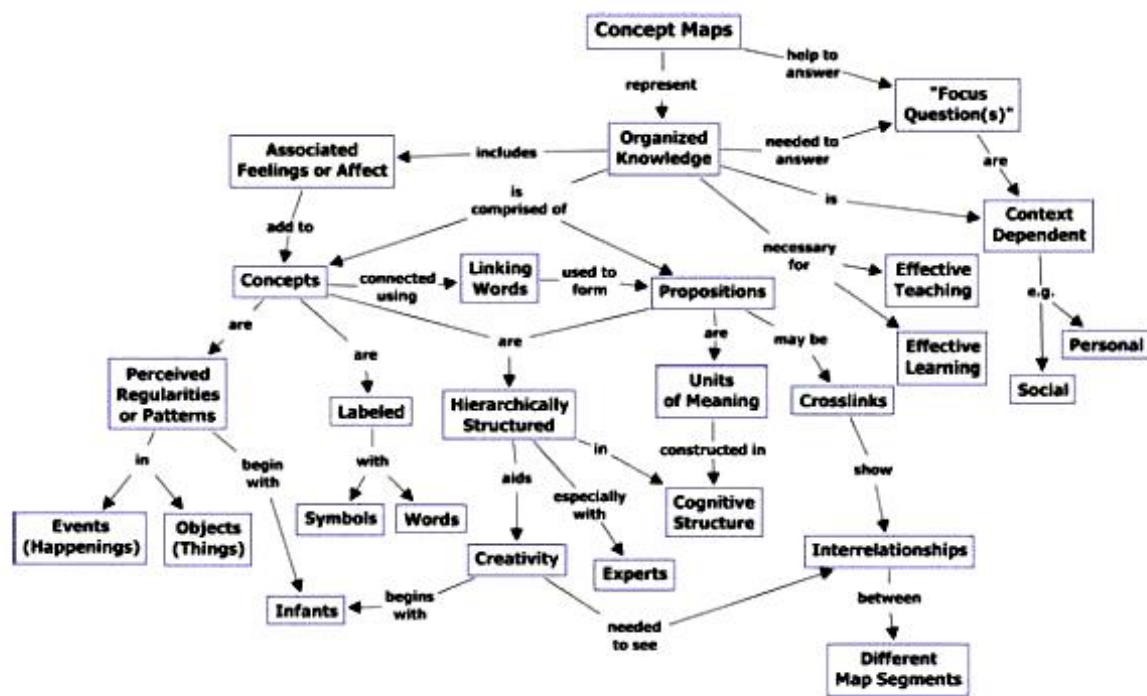 Concept Maps
help to
answer
represent
"Focus
Question(s)"
Organized
Knowledge
needed to
answer
Associated
Feelings or Affect
includes
are
is
comprised of
is
Context
Dependent
add to
necessary
for
Concepts
connected
using
Linking
Words
used to
form
Propositions
Effective
Teaching
e.g.
are
are
are
are
may be
Effective
Learning
Personal
Social
Perceived
Regularities
or Patterns
Labeled
Hierarchically
Structured
Units
of Meaning
Crosslinks
in
begin
with
with
aids
in
constructed in
show
especially
with
Events
(Happenings)
Objects
(Things)
Symbols
Words
Cognitive
Structure
Creativity
Experts
Interrelationships
Infants
begins
with
needed
to see
between
Different
Map Segments